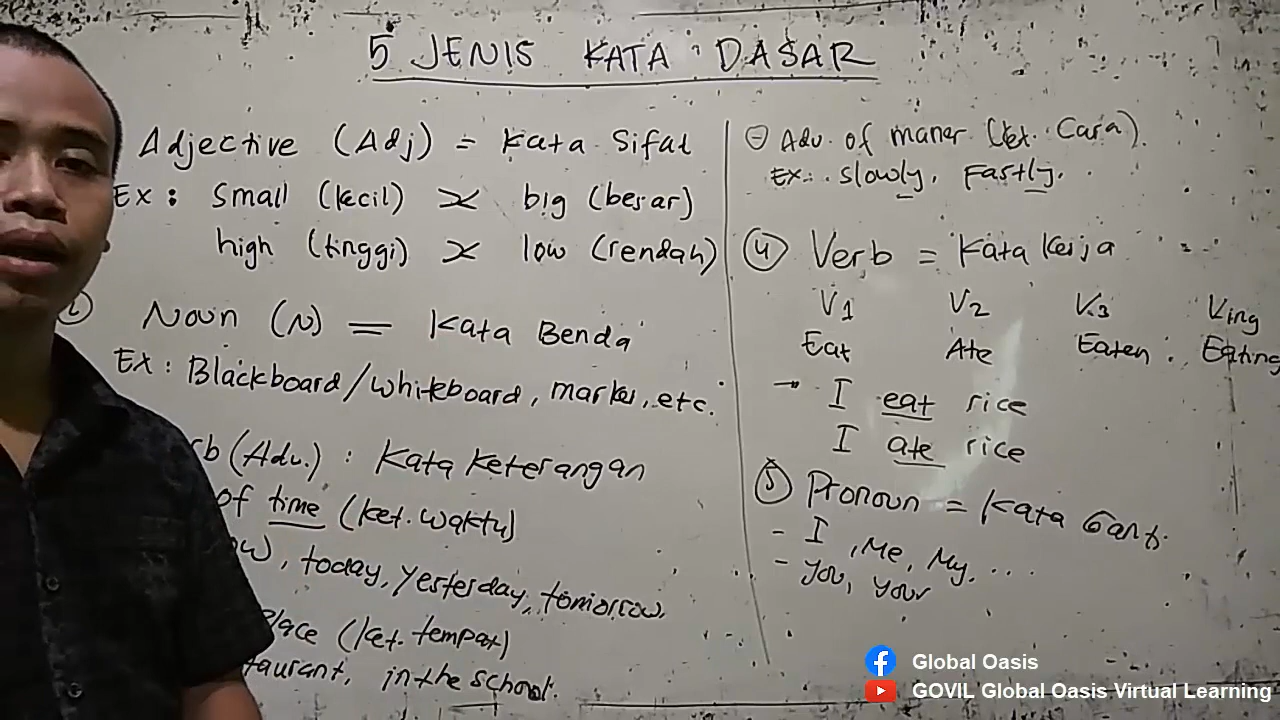 5 JENIS KATA DASAR
Adjective (Adj) = Kata Sifat
Ex : Small (kecil) >< big (besar)
high (tinggi) >< low (rendah)
Noun (N) = Kata Benda
Ex : Blackboard/whiteboard, marker, etc.
rb (Adv.) : Kata Keterangan
of time (ket. waktu)
ow, today, yesterday, tomorrow.
place (ket. tempat)
taurant, in the school.
- Adv. of maner (ket. Cara).
Ex : slowly, Fastly.
4 Verb = Kata Kerja
V1 V2 V3 Ving
Eat Ate Eaten Eating
→ I eat rice
I ate rice
5 Pronoun = Kata Ganti
- I, Me, My, ...
- You, your
Global Oasis
GOVIL Global Oasis Virtual Learning